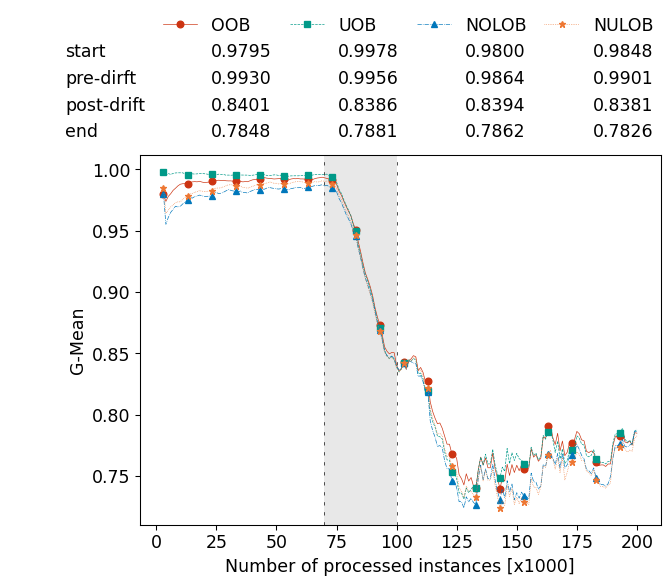 OOB UOB NOLOB NULOB
start 0.9795 0.9978 0.9800 0.9848
pre-dirft 0.9930 0.9956 0.9864 0.9901
post-drift 0.8401 0.8386 0.8394 0.8381
end 0.7848 0.7881 0.7862 0.7826
1.00
0.95
0.90
0.85
0.80
0.75
G-Mean
0 25 50 75 100 125 150 175 200
Number of processed instances [x1000]